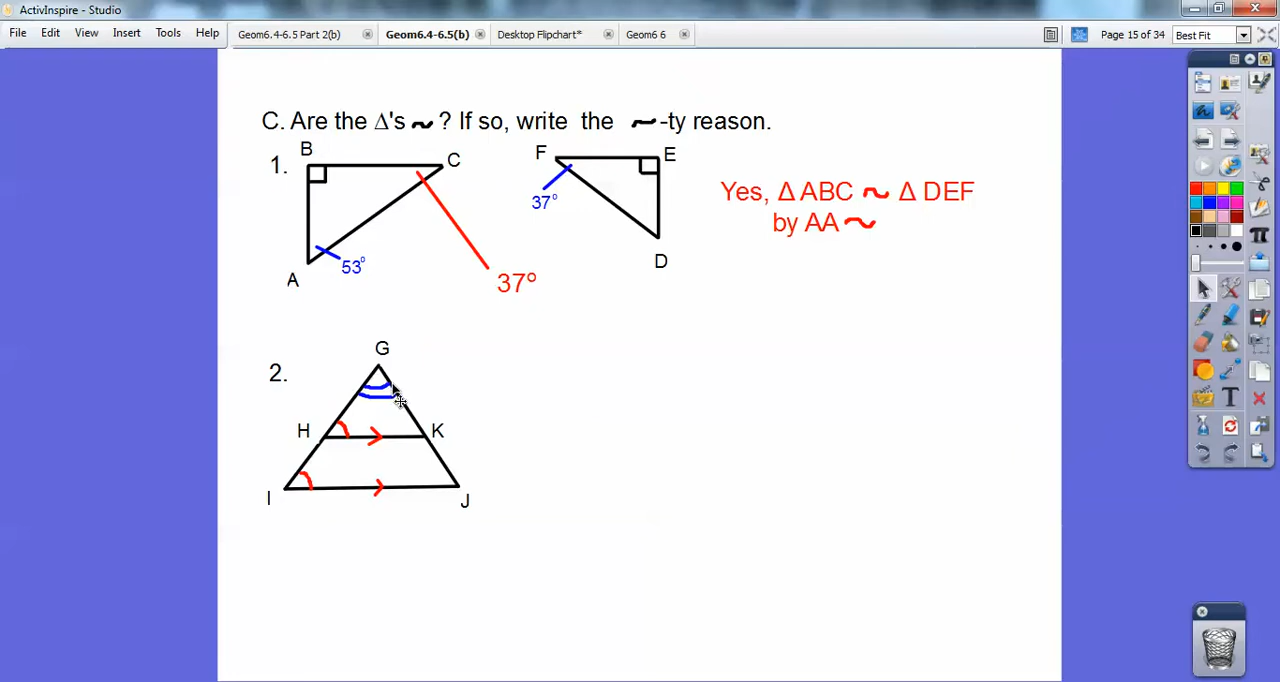 ActivInspire - Studio
File Edit View Insert Tools Help
Geom6.4-6.5 Part 2(b) Geom6.4-6.5(b) Desktop Flipchart* Geom6 6
Page 15 of 34 Best Fit
C. Are the Δ's ~ ? If so, write the ~ -ty reason.
1.
B
C
A
53°
37°
F
E
37°
D
Yes, Δ ABC ~ Δ DEF
by AA ~
2.
G
H
K
I
J